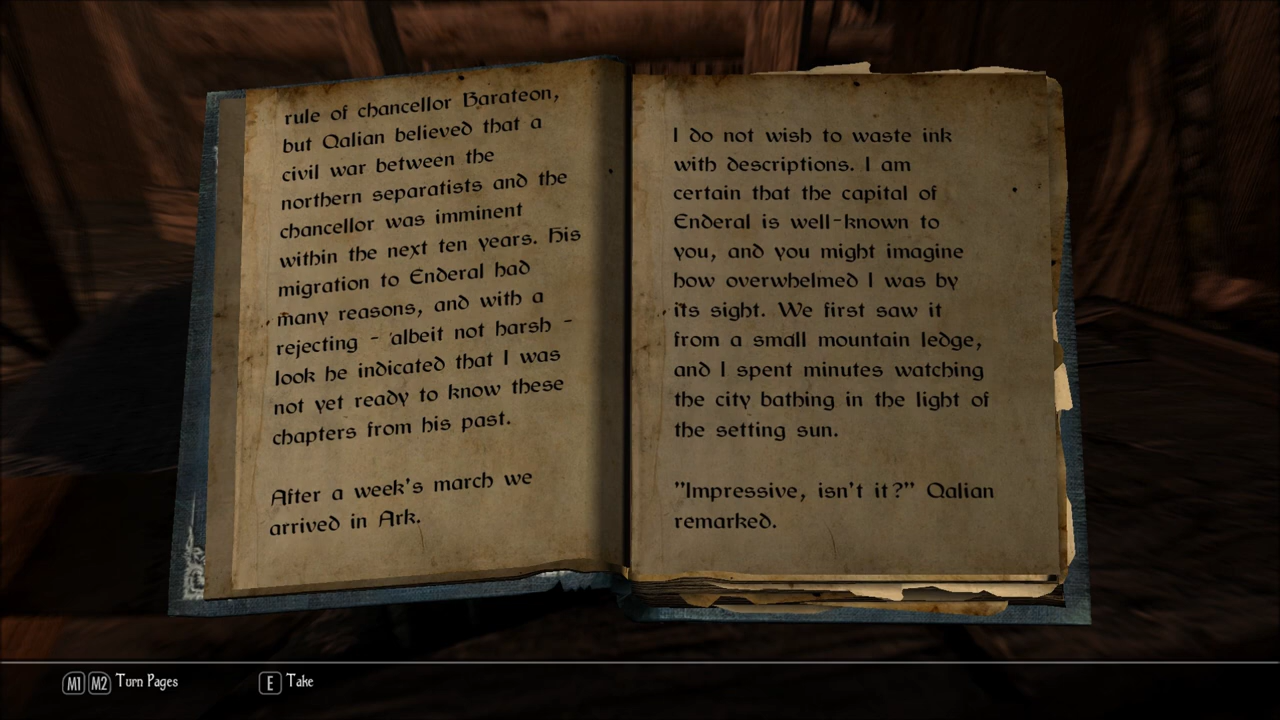 rule of chancellor Barateon,
but Qalian believed that a
civil war between the
northern separatists and the
chancellor was imminent
within the next ten years. His
migration to Enderal had
many reasons, and with a
rejecting - albeit not harsh -
look he indicated that I was
not yet ready to know these
chapters from his past.
After a week's march we
arrived in Ark.
I do not wish to waste ink
with descriptions. I am
certain that the capital of
Enderal is well-known to
you, and you might imagine
how overwhelmed I was by
its sight. We first saw it
from a small mountain ledge,
and I spent minutes watching
the city bathing in the light of
the setting sun.
"Impressive, isn't it?" Qalian
remarked.
M1 M2 Turn Pages
E Take